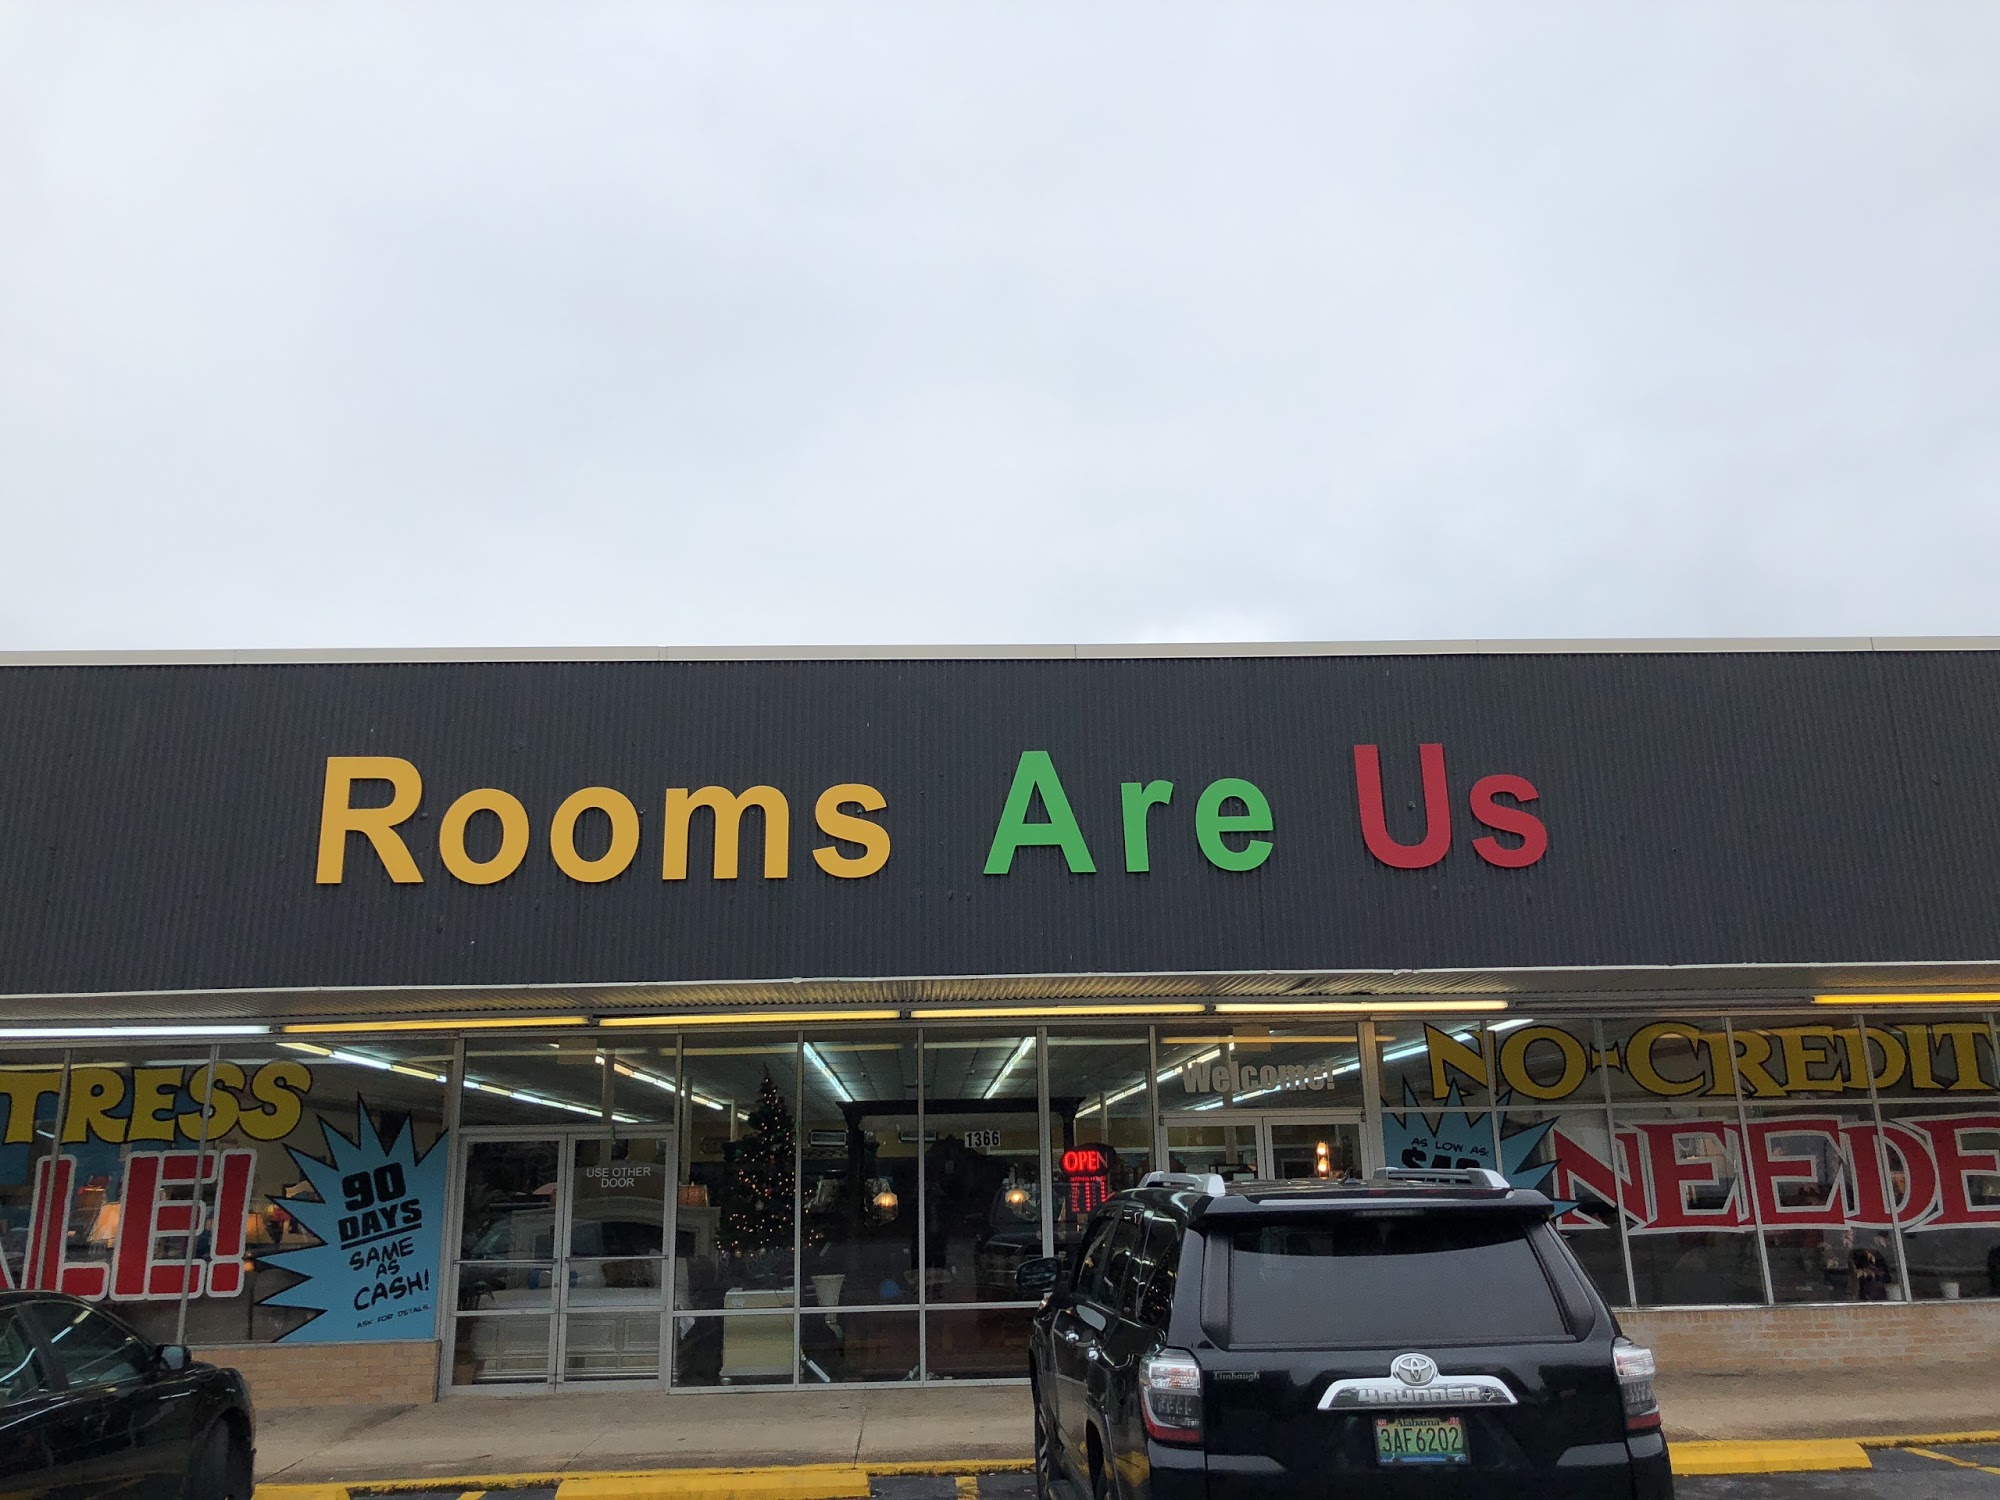 Rooms Are Us
TRESS
LE!
90
DAYS
SAME
AS
CASH!
ASK FOR DETAILS
USE OTHER
DOOR
1366
OPEN
Welcome!
NO-CREDIT
AS LOW AS:
NEEDE
Limbaugh
4RUNNER
Alabama
3AF6202